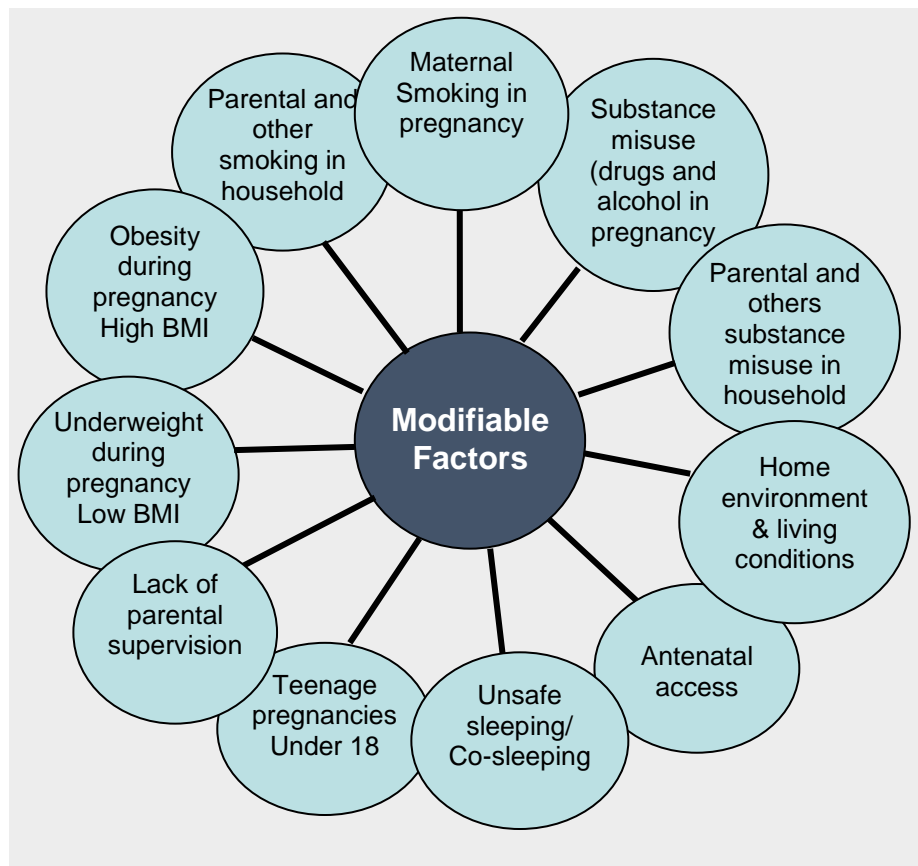 Maternal
Smoking in
pregnancy
Substance
misuse
(drugs and
alcohol in
pregnancy
Parental and
others
substance
misuse in
household
Home
environment
& living
conditions
Antenatal
access
Unsafe
sleeping/
Co-sleeping
Teenage
pregnancies
Under 18
Lack of
parental
supervision
Underweight
during
pregnancy
Low BMI
Obesity
during
pregnancy
High BMI
Parental and
other
smoking in
household
Modifiable
Factors